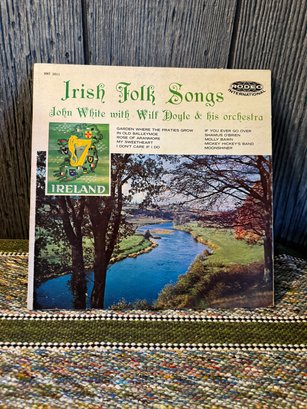 Irish Folk Songs
RODEO
INTERNATIONAL
John White with Wilf Doyle & his orchestra
GARDEN WHERE THE PRATIES GROW
IN OLD BALLEYMOE
ROSE OF ARANMORE
MY SWEETHEART
I DON'T CARE IF I DO
IF YOU EVER GO OVER
SHAMUS O'BRIEN
MOLLY BAWN
MICKEY HICKEY'S BAND
MOONSHINER
IRELAND